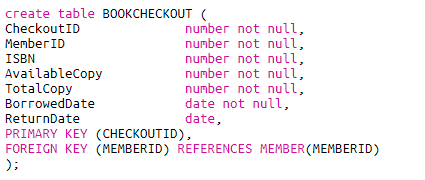 create table BOOKCHECKOUT (
CheckoutID number not null,
MemberID number not null,
ISBN number not null,
AvailableCopy number not null,
TotalCopy number not null,
BorrowedDate date not null,
ReturnDate date,
PRIMARY KEY (CHECKOUTID),
FOREIGN KEY (MEMBERID) REFERENCES MEMBER(MEMBERID)
);